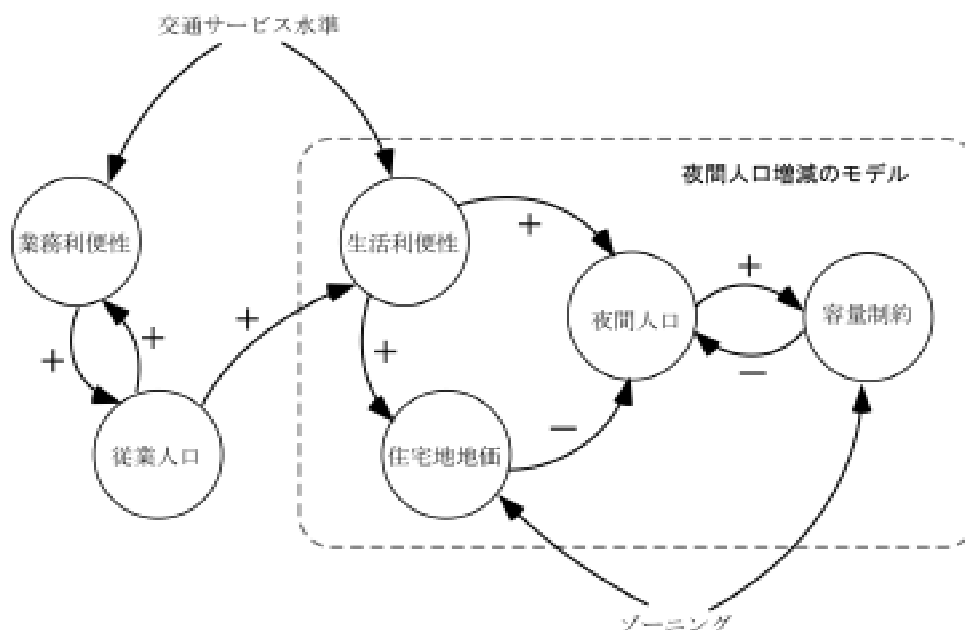 交通サービス水準
夜間人口増減のモデル
業務利便性
生活利便性
+
+
夜間人口
容量制約
+
+
+
+
−
従業人口
住宅地地価
−
ゾーニング